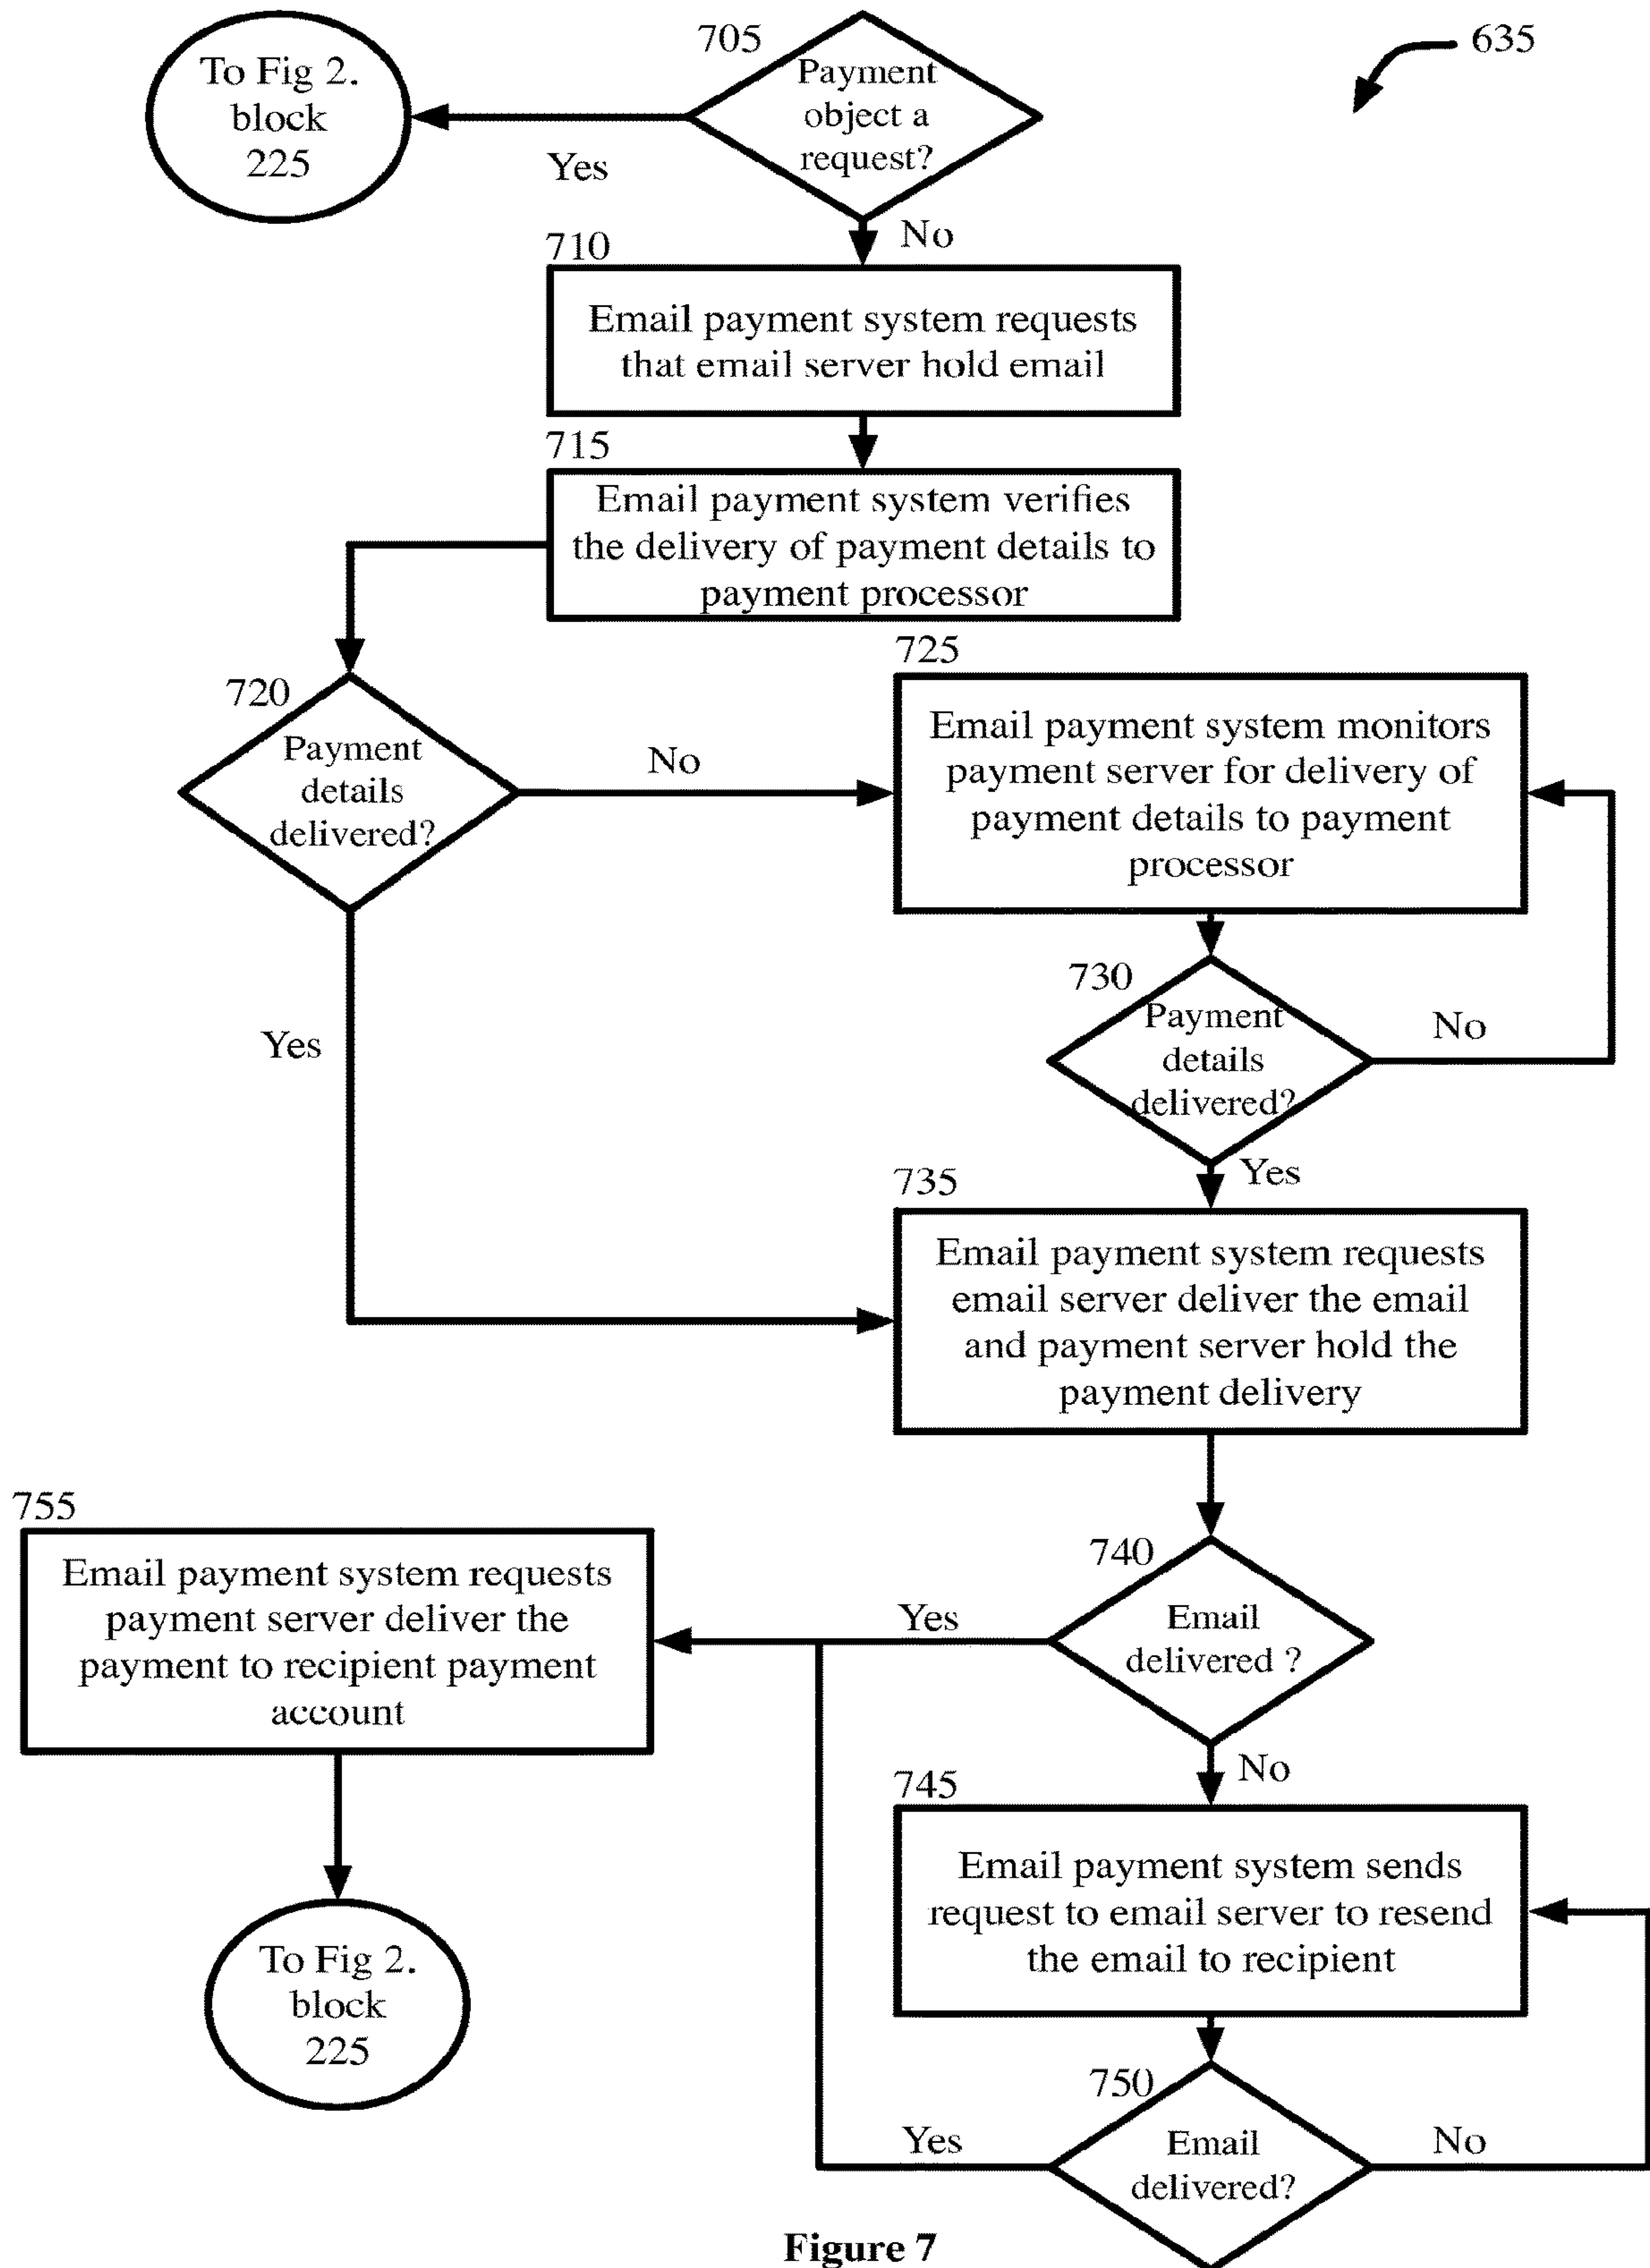 705
635
To Fig 2.
block
225
Payment
object a
request?
Yes
No
710
Email payment system requests
that email server hold email
715
Email payment system verifies
the delivery of payment details to
payment processor
720
Payment
details
delivered?
No
Yes
725
Email payment system monitors
payment server for delivery of
payment details to payment
processor
730
Payment
details
delivered?
No
Yes
735
Email payment system requests
email server deliver the email
and payment server hold the
payment delivery
740
Email
delivered ?
Yes
No
755
Email payment system requests
payment server deliver the
payment to recipient payment
account
To Fig 2.
block
225
745
Email payment system sends
request to email server to resend
the email to recipient
750
Email
delivered?
Yes
No
Figure 7